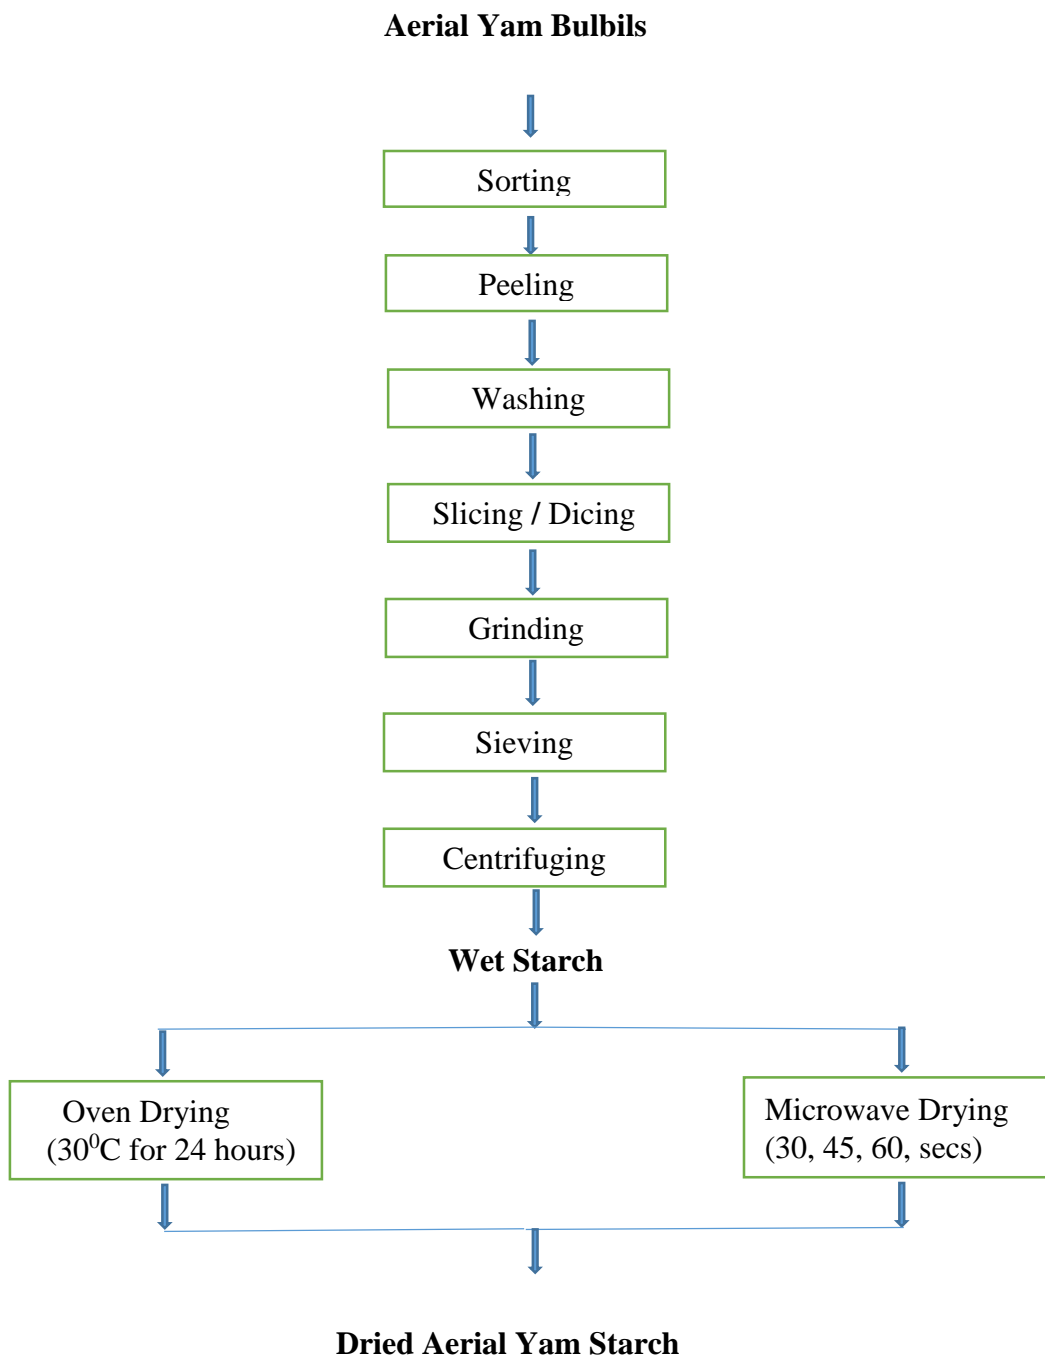 Aerial Yam Bulbils
Sorting
Peeling
Washing
Slicing / Dicing
Grinding
Sieving
Centrifuging
Wet Starch
Oven Drying
(30⁰C for 24 hours)
Microwave Drying
(30, 45, 60, secs)
Dried Aerial Yam Starch